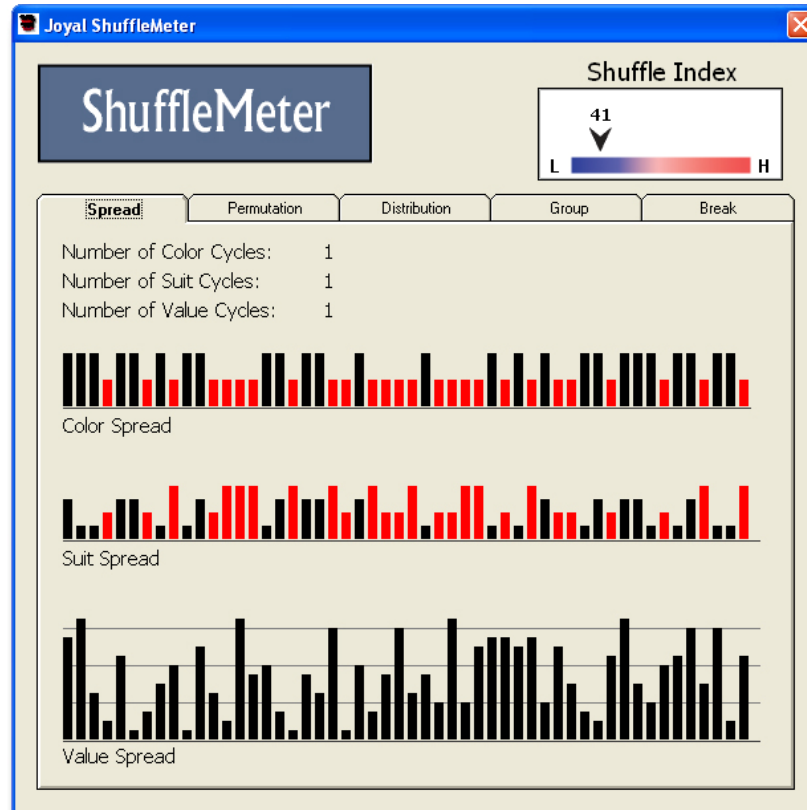 Joyal ShuffleMeter
ShuffleMeter
Shuffle Index
41
L H
Spread Permutation Distribution Group Break
Number of Color Cycles: 1
Number of Suit Cycles: 1
Number of Value Cycles: 1
Color Spread
Suit Spread
Value Spread